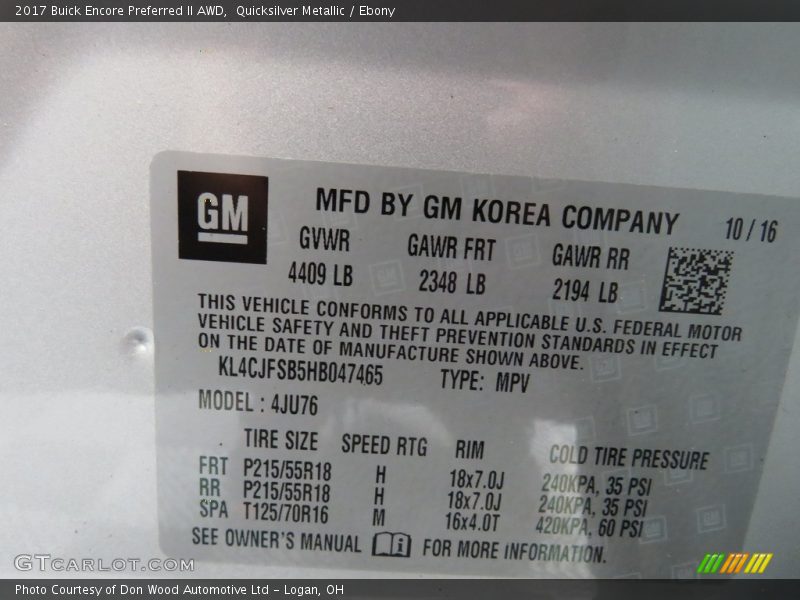 2017 Buick Encore Preferred II AWD,  Quicksilver Metallic / Ebony
GM
MFD BY GM KOREA COMPANY
10/16
GVWR GAWR FRT GAWR RR
4409 LB 2348 LB 2194 LB
THIS VEHICLE CONFORMS TO ALL APPLICABLE U.S. FEDERAL MOTOR
VEHICLE SAFETY AND THEFT PREVENTION STANDARDS IN EFFECT
ON THE DATE OF MANUFACTURE SHOWN ABOVE.
KL4CJFSB5HB047465 TYPE: MPV
MODEL : 4JU76
TIRE SIZE SPEED RTG RIM COLD TIRE PRESSURE
FRT P215/55R18 H 18x7.0J 240KPA, 35 PSI
RR P215/55R18 H 18x7.0J 240KPA, 35 PSI
SPA T125/70R16 M 16x4.0T 420KPA, 60 PSI
SEE OWNER'S MANUAL i FOR MORE INFORMATION.
GTCARLOT.COM
Photo Courtesy of Don Wood Automotive Ltd - Logan, OH